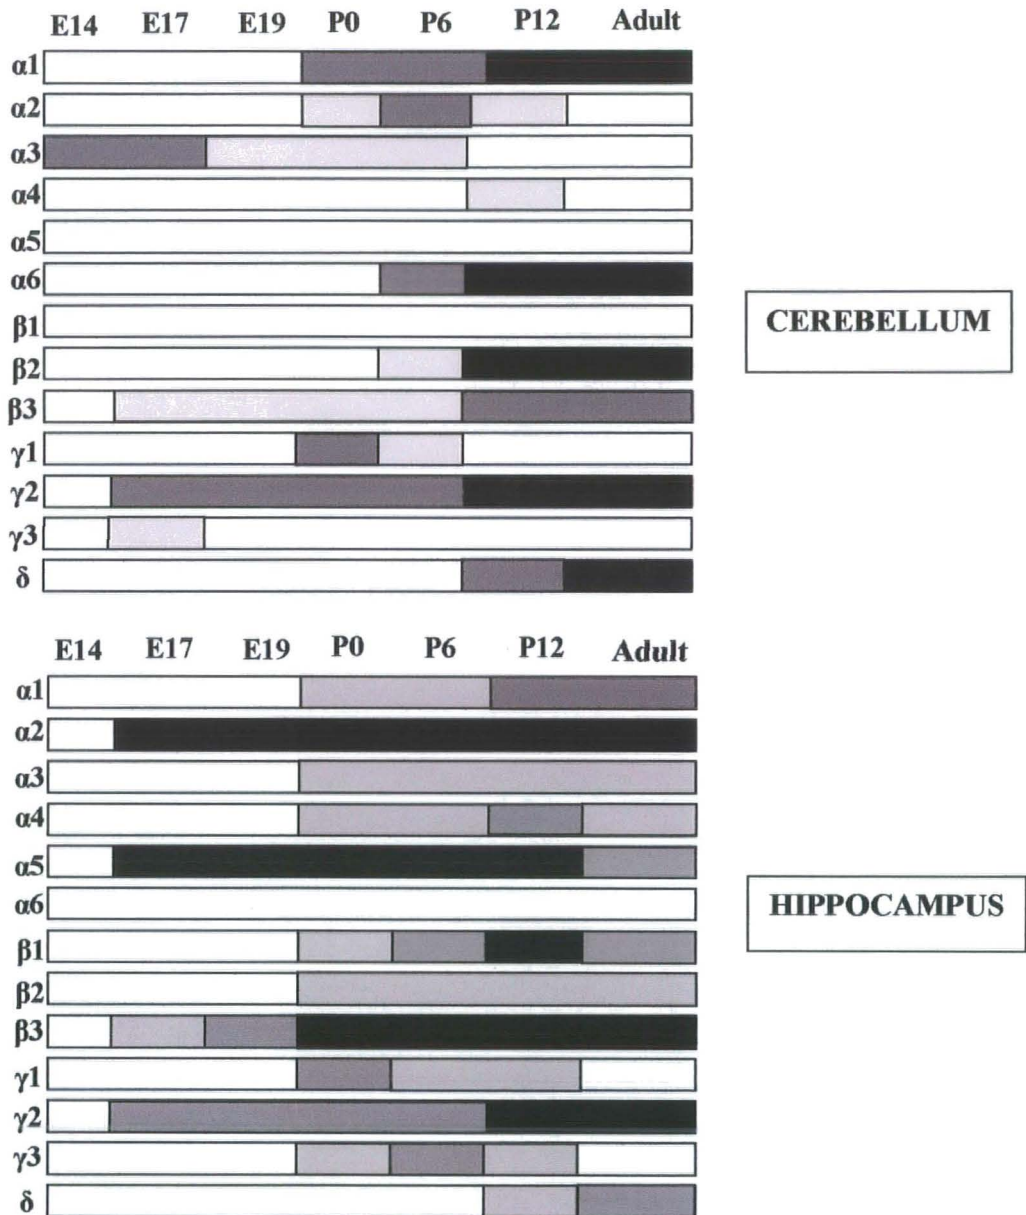 E14 E17 E19 P0 P6 P12 Adult
α1
α2
α3
α4
α5
α6
β1
β2
β3
γ1
γ2
γ3
δ
CEREBELLUM
E14 E17 E19 P0 P6 P12 Adult
α1
α2
α3
α4
α5
α6
β1
β2
β3
γ1
γ2
γ3
δ
HIPPOCAMPUS